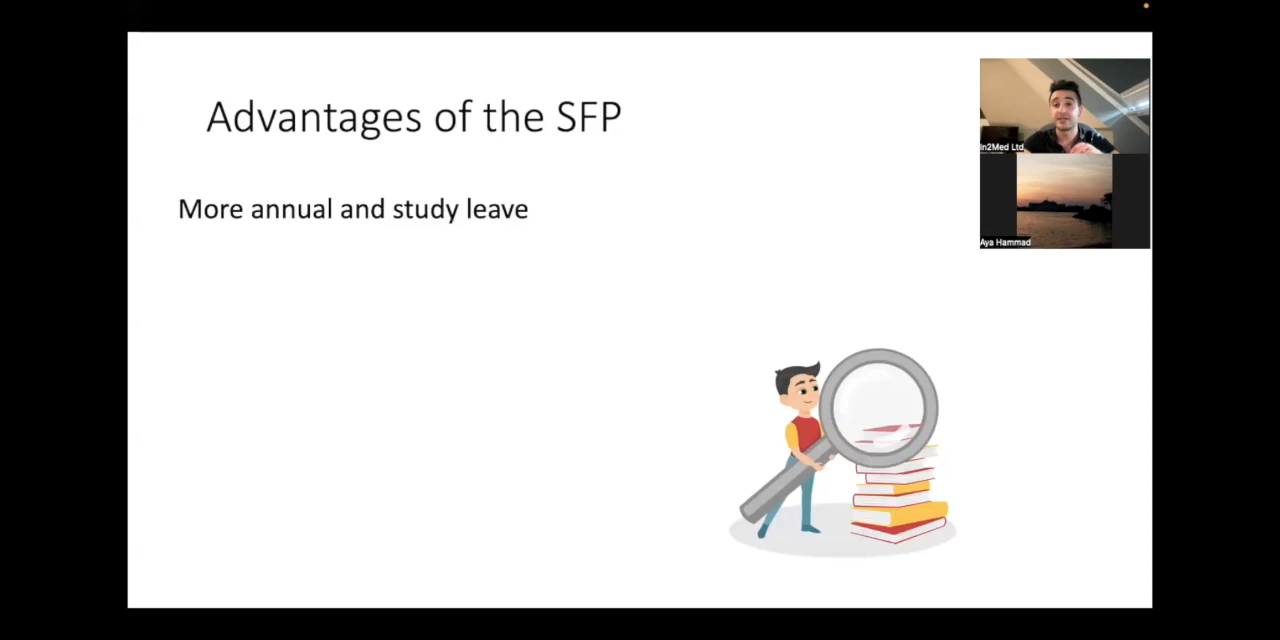 Advantages of the SFP
More annual and study leave
In2Med Ltd
Aya Hammad